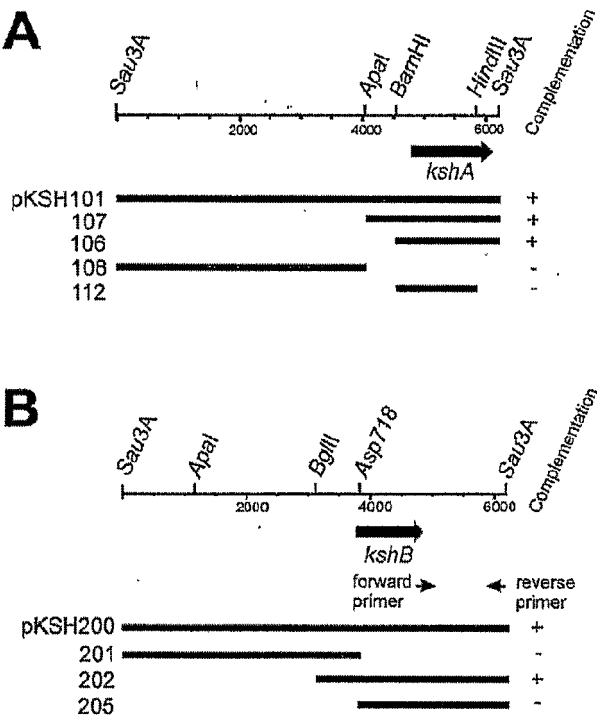 A
Sau3A ApaI BamHI HindIII Sau3A Complementation
2000 4000 6000
kshA
pKSH101 +
107 +
106 +
108 -
112 -
B
Sau3A ApaI BglII Asp718 Sau3A Complementation
2000 4000 6000
kshB
forward primer reverse primer
pKSH200 +
201 -
202 +
205 -